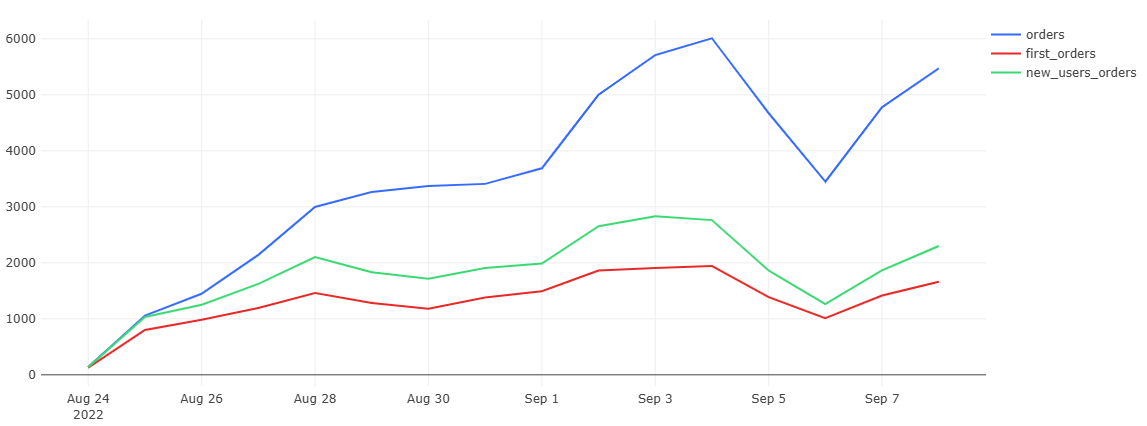 6000
5000
4000
3000
2000
1000
0
Aug 24
2022
Aug 26
Aug 28
Aug 30
Sep 1
Sep 3
Sep 5
Sep 7
orders
first_orders
new_users_orders